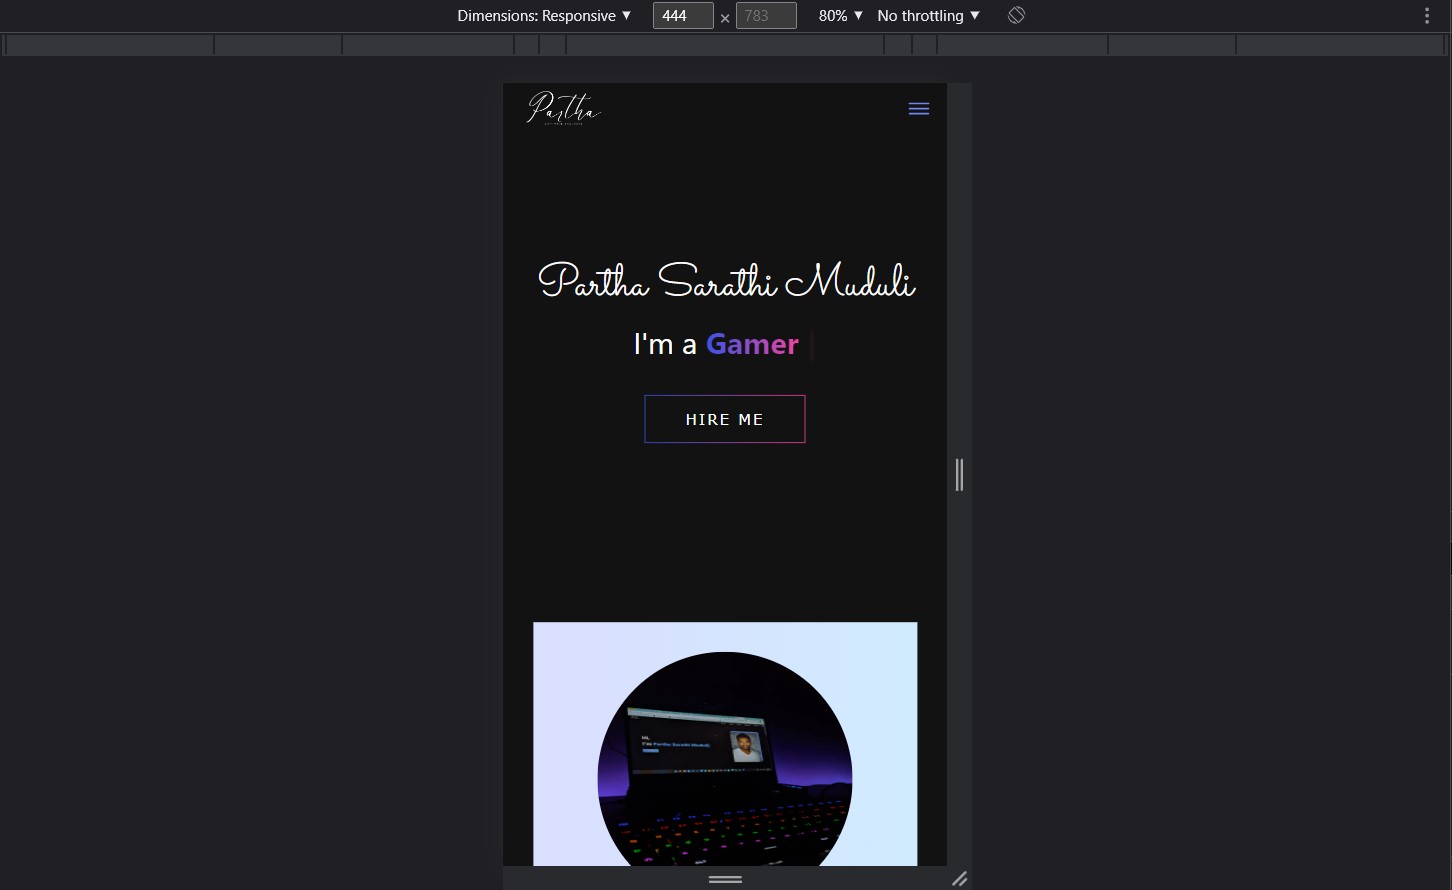 Dimensions: Responsive ▼ 444 × 783 80% ▼ No throttling ▼
Partha
Partha Sarathi Muduli
I'm a Gamer
HIRE ME
Hi,
I'm Partha Sarathi Muduli,